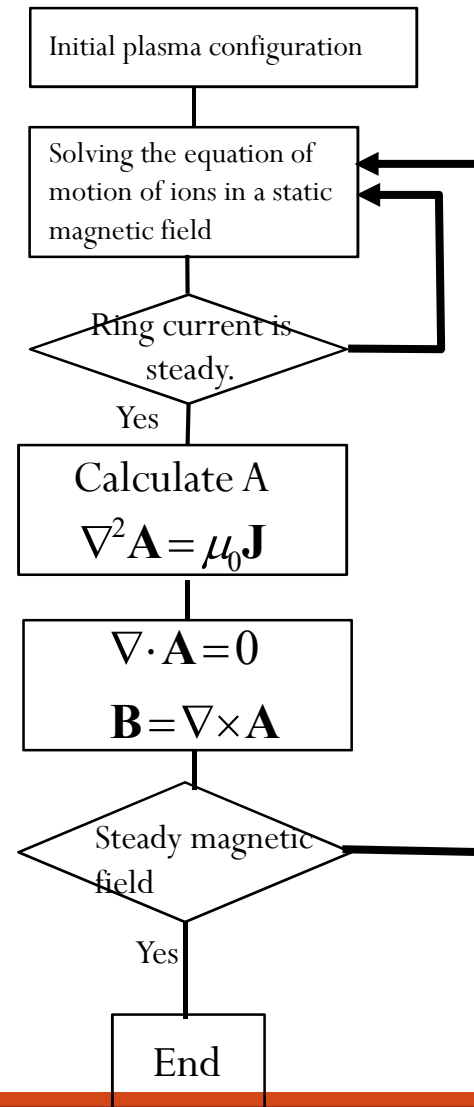 Initial plasma configuration
Solving the equation of
motion of ions in a static
magnetic field
Ring current is
steady.
Yes
Calculate A
∇²A = μ₀J
∇·A = 0
B = ∇×A
Steady magnetic
field
Yes
End